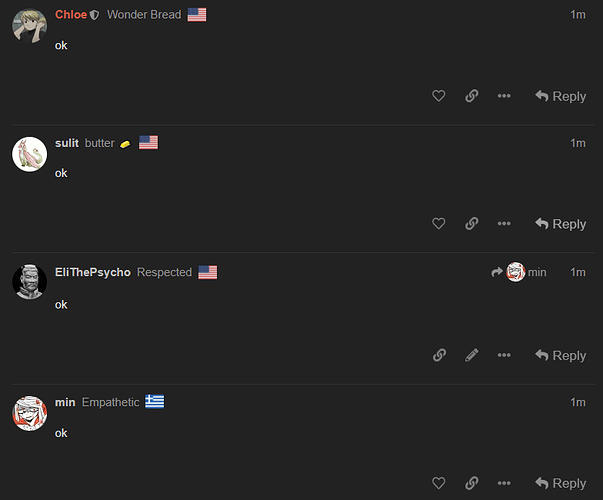 Chloe Wonder Bread 1m
ok
Reply
sulit butter 1m
ok
Reply
EliThePsycho Respected min 1m
ok
Reply
min Empathetic 1m
ok
Reply